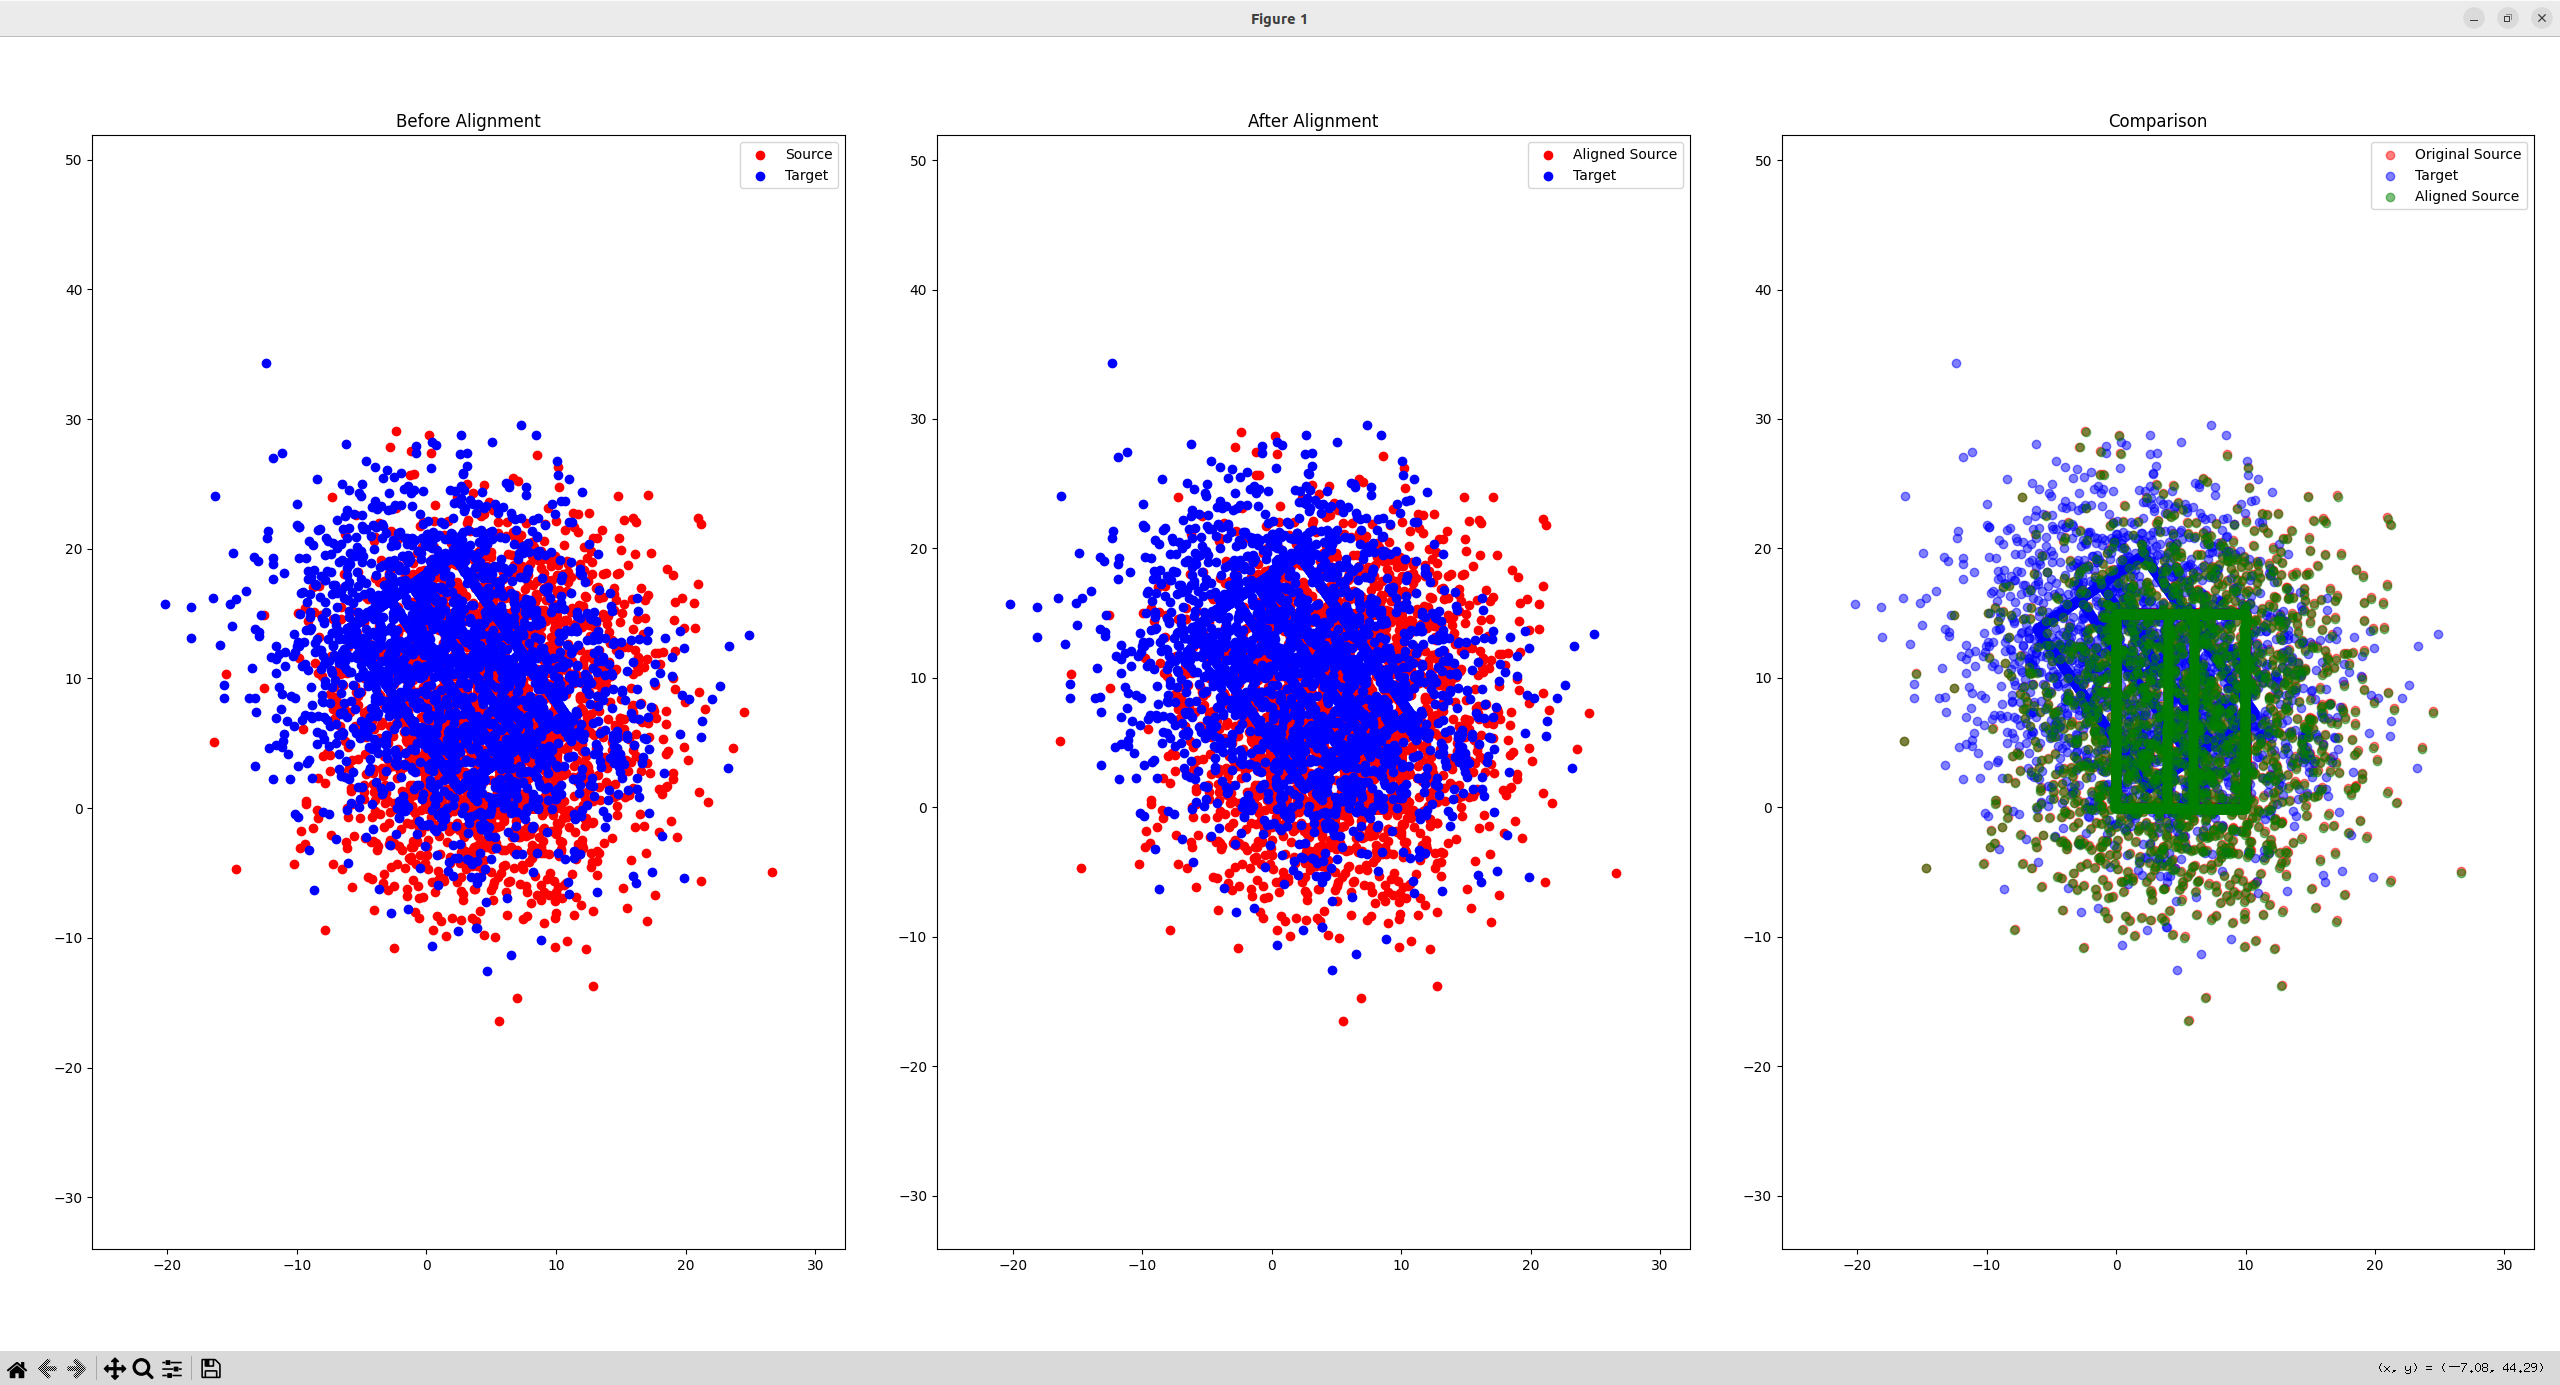 Figure 1
Before Alignment
Source
Target
50
40
30
20
10
0
−10
−20
−30
−20 −10 0 10 20 30
After Alignment
Aligned Source
Target
50
40
30
20
10
0
−10
−20
−30
−20 −10 0 10 20 30
Comparison
Original Source
Target
Aligned Source
50
40
30
20
10
0
−10
−20
−30
−20 −10 0 10 20 30
(x, y) = (−7.08, 44.29)